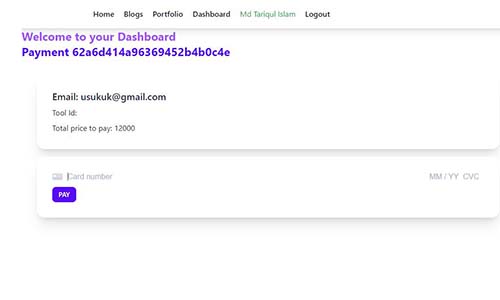 Home Blogs Portfolio Dashboard Md Tariqul Islam Logout
Welcome to your Dashboard
Payment 62a6d414a96369452b4b0c4e
Email: usukuk@gmail.com
Tool Id:
Total price to pay: 12000
Card number MM / YY CVC
PAY